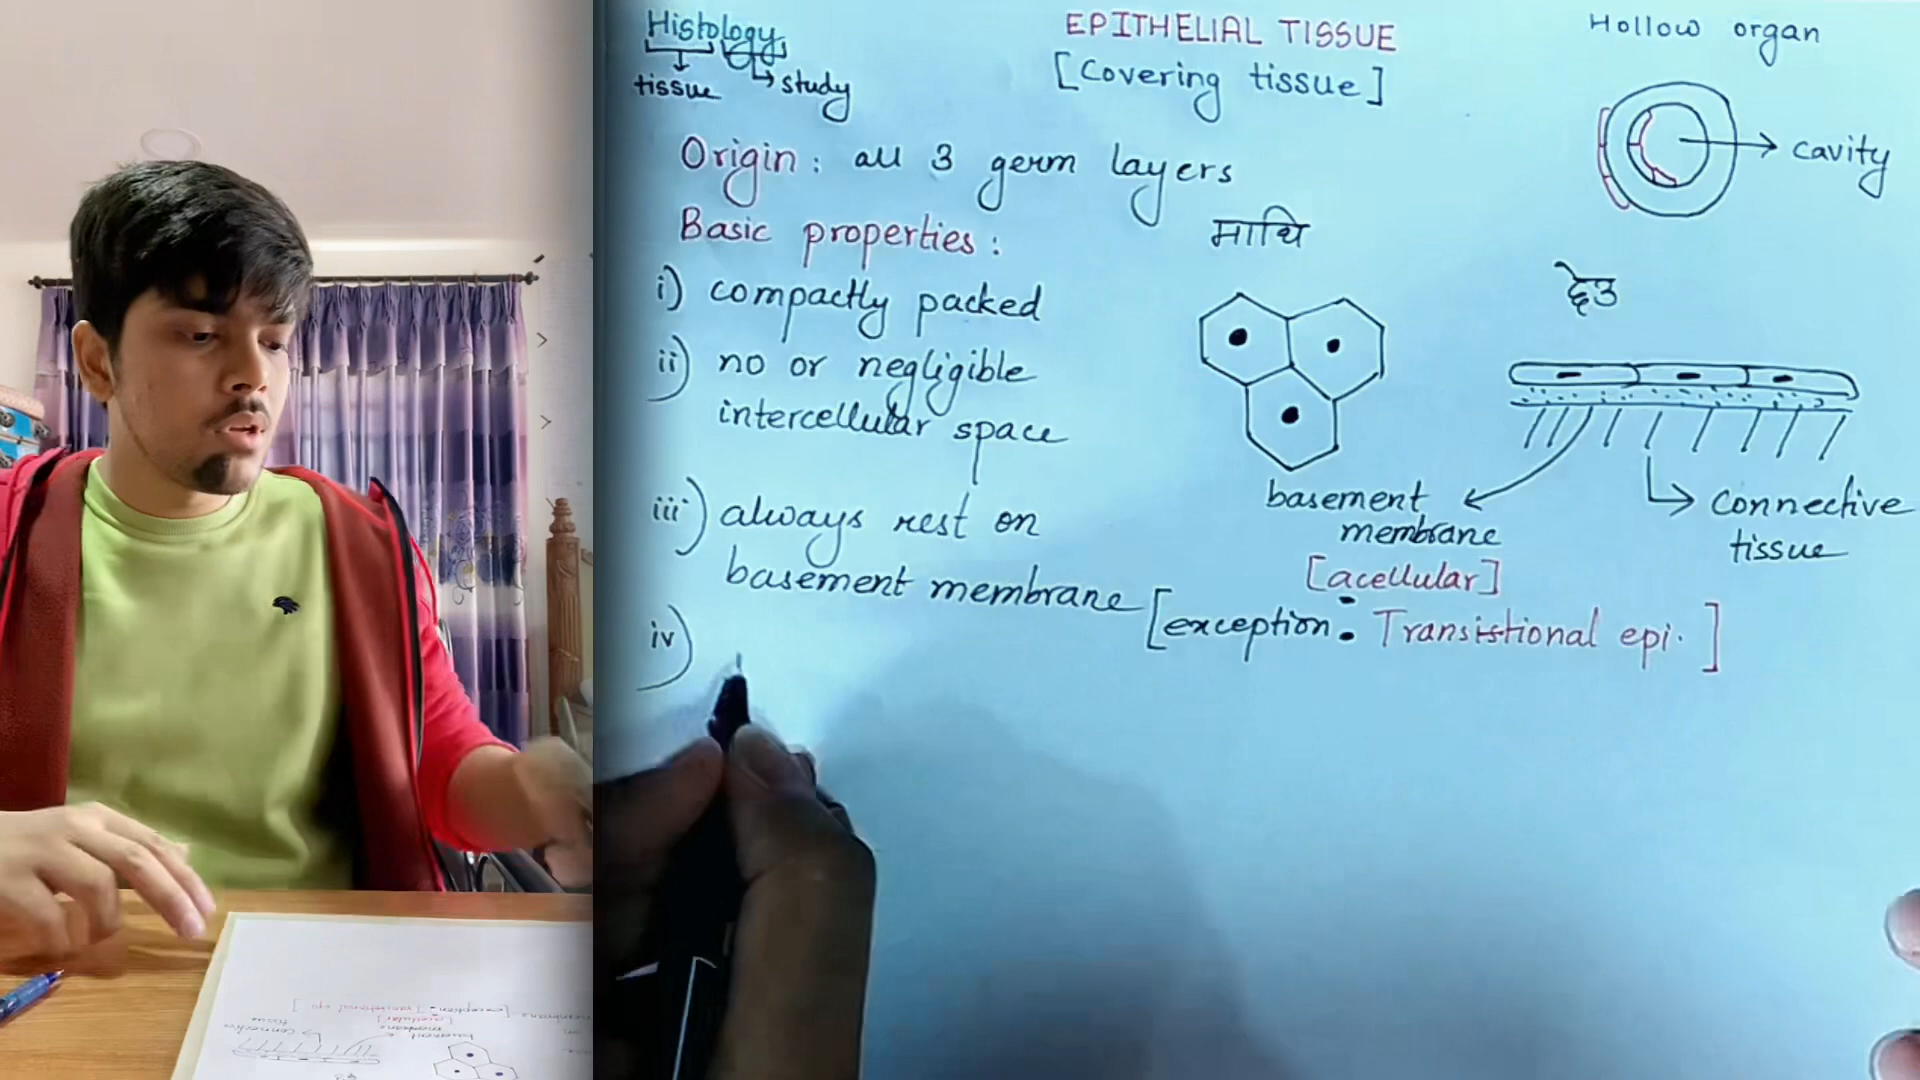 Histology
tissue
study
EPITHELIAL TISSUE
[Covering tissue]
Hollow organ
cavity
Origin: all 3 germ layers
Basic properties:
माथि
i) compactly packed
देउ
ii) no or negligible
intercellular space
iii) always rest on
basement membrane
basement
membrane
[acellular]
connective
tissue
[exception: Transistional epi.]
iv)